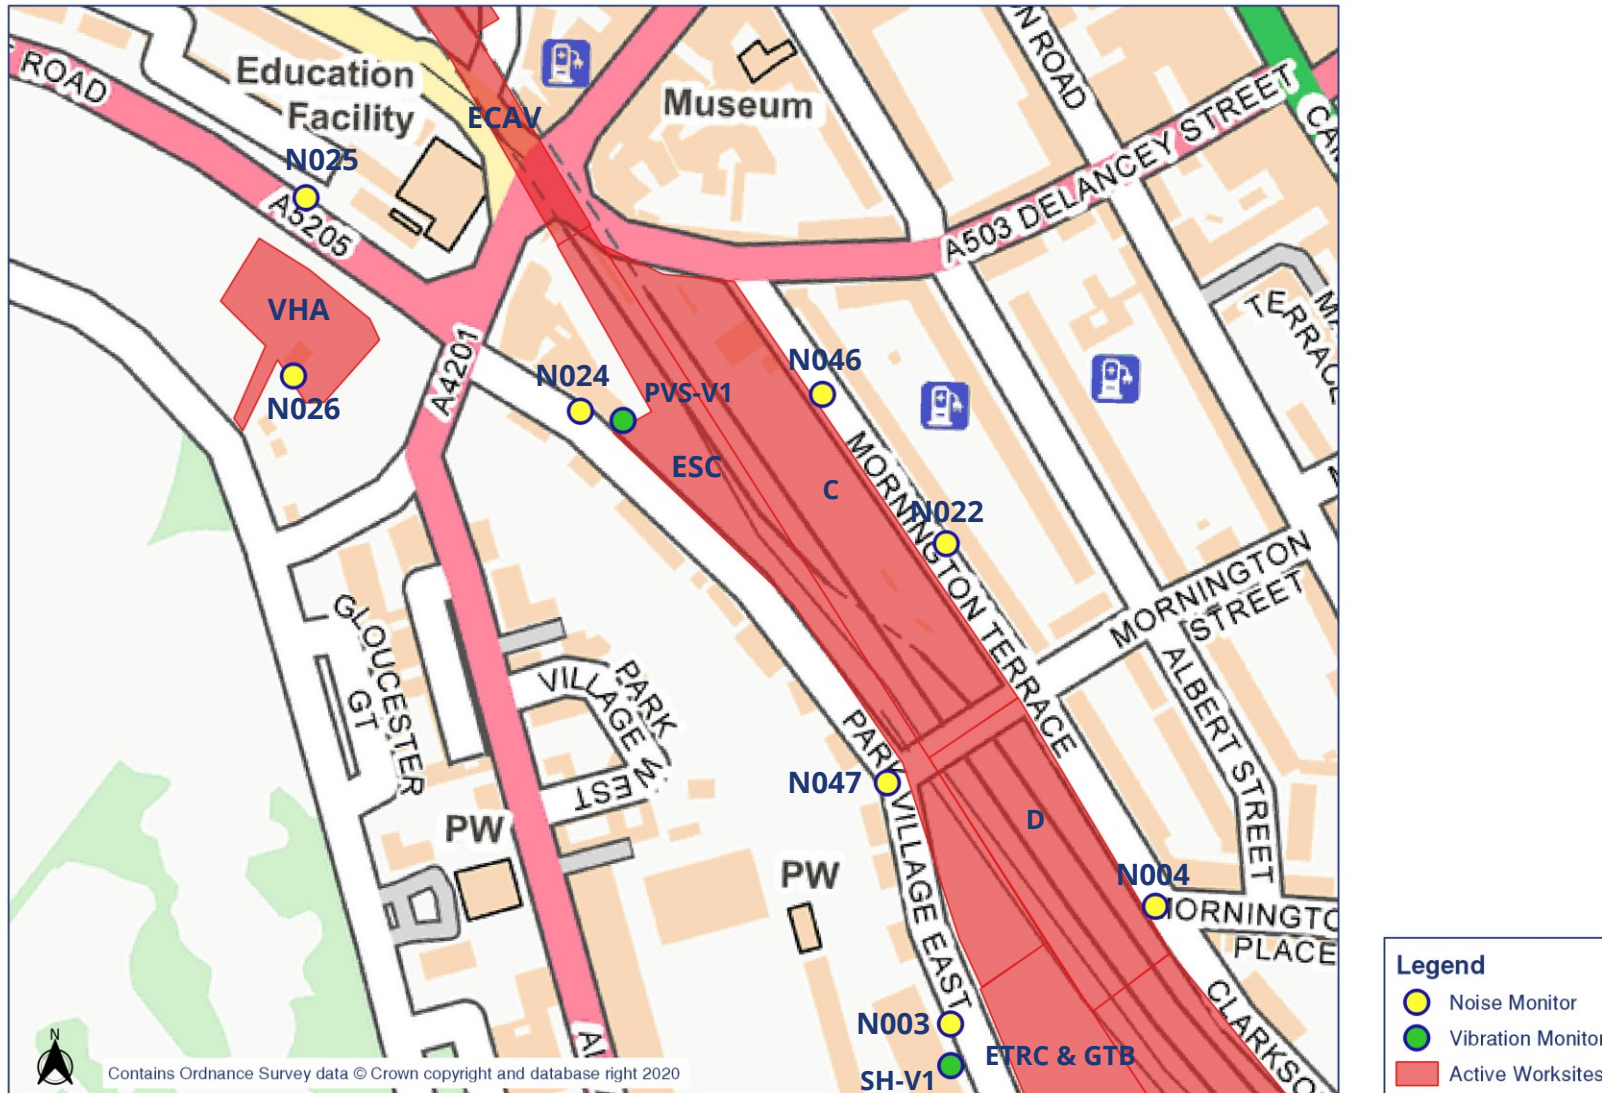 ROAD
Education
Facility
N025
A5205
ECAV
Museum
N ROAD
A503 DELANCEY STREET
TERRACE
VHA
N026
A4201
N024
PVS-V1
ESC
N046
C
N022
MORNINGTON TERRACE
MORNINGTON
STREET
ALBERT STREET
GLOUCESTER
GT
PARK
VILLAGE
WEST
PARK VILLAGE EAST
N047
D
PW
PW
N004
MORNINGTO
PLACE
N003
SH-V1
ETRC & GTB
CLARKSO
N
Contains Ordnance Survey data © Crown copyright and database right 2020
Legend
Noise Monitor
Vibration Monitor
Active Worksites